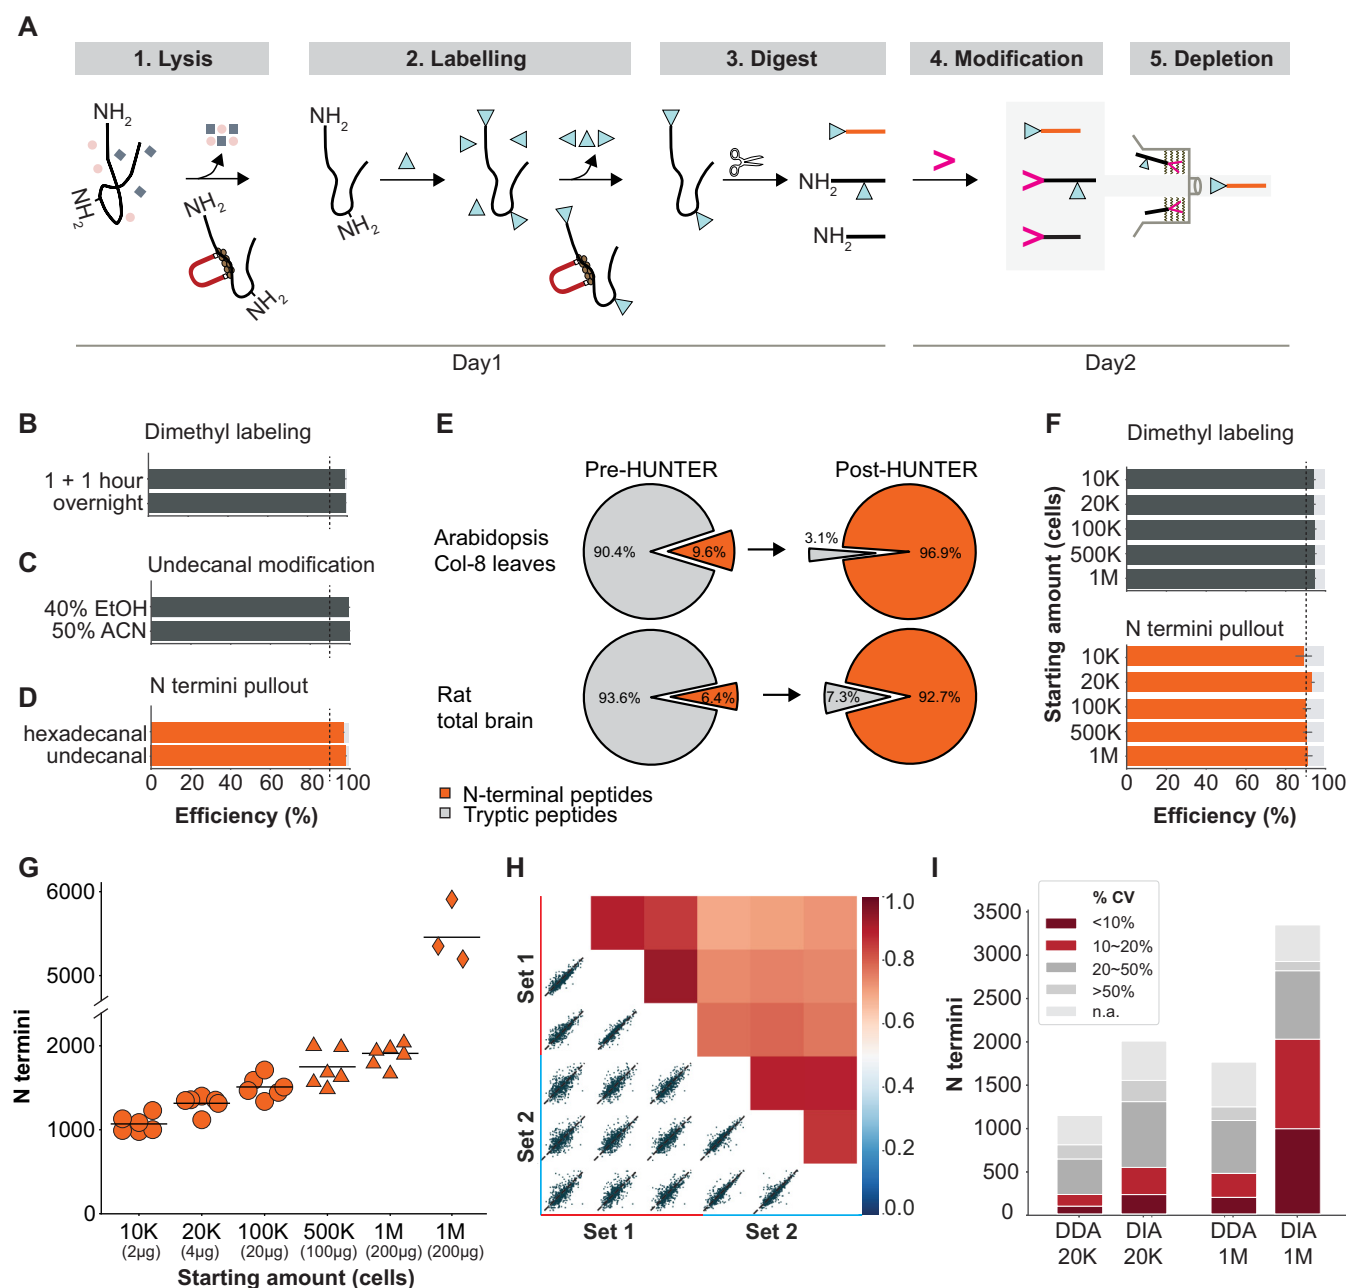 A
1. Lysis
2. Labelling
3. Digest
4. Modification
5. Depletion
NH2
NH2
NH2
NH2
NH2
NH2
NH2
NH2
>
>
>
Day1
Day2
B
Dimethyl labeling
1 + 1 hour
overnight
C
Undecanal modification
40% EtOH
50% ACN
D
N termini pullout
hexadecanal
undecanal
0 20 40 60 80 100
Efficiency (%)
E
Pre-HUNTER
Post-HUNTER
Arabidopsis
Col-8 leaves
90.4%
9.6%
3.1%
96.9%
Rat
total brain
93.6%
6.4%
7.3%
92.7%
N-terminal peptides
Tryptic peptides
F
Dimethyl labeling
Starting amount (cells)
10K
20K
100K
500K
1M
N termini pullout
10K
20K
100K
500K
1M
0 20 40 60 80 100
Efficiency (%)
G
N termini
6000
5000
2000
1000
0
10K 20K 100K 500K 1M 1M
(2µg) (4µg) (20µg) (100µg) (200µg) (200µg)
Starting amount (cells)
H
Set 1
Set 2
Set 1 Set 2
1.0
0.8
0.6
0.4
0.2
0.0
I
% CV
<10%
10~20%
20~50%
>50%
n.a.
N termini
3500
3000
2500
2000
1500
1000
500
0
DDA DIA DDA DIA
20K 20K 1M 1M